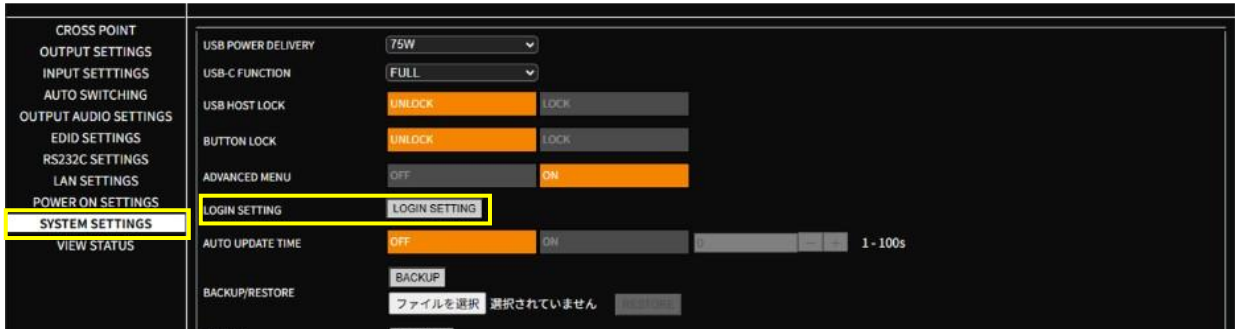 CROSS POINT
OUTPUT SETTINGS
INPUT SETTTINGS
AUTO SWITCHING
OUTPUT AUDIO SETTINGS
EDID SETTINGS
RS232C SETTINGS
LAN SETTINGS
POWER ON SETTINGS
SYSTEM SETTINGS
VIEW STATUS
USB POWER DELIVERY 75W
USB-C FUNCTION FULL
USB HOST LOCK UNLOCK LOCK
BUTTON LOCK UNLOCK LOCK
ADVANCED MENU OFF ON
LOGIN SETTING LOGIN SETTING
AUTO UPDATE TIME OFF ON 0 - + 1 - 100s
BACKUP/RESTORE BACKUP
ファイルを選択 選択されていません RESTORE